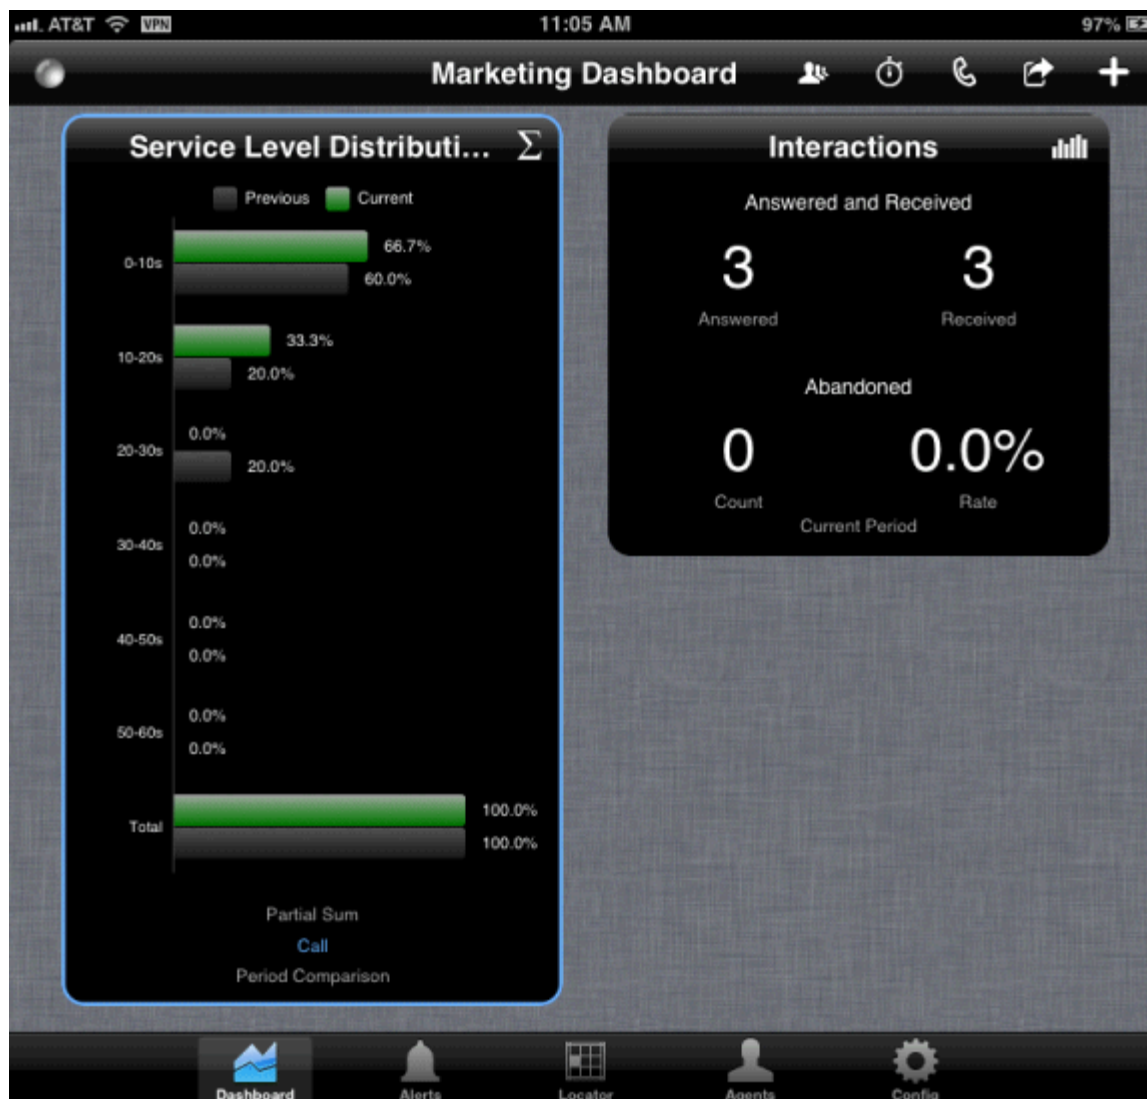 AT&T VPN 11:05 AM 97%
Marketing Dashboard
Service Level Distributi... Σ
Previous Current
0-10s 66.7%
60.0%
10-20s 33.3%
20.0%
20-30s 0.0%
20.0%
30-40s 0.0%
0.0%
40-50s 0.0%
0.0%
50-60s 0.0%
0.0%
Total 100.0%
100.0%
Partial Sum
Call
Period Comparison
Interactions
Answered and Received
3 3
Answered Received
Abandoned
0 0.0%
Count Rate
Current Period
Dashboard Alerts Locator Agents Config